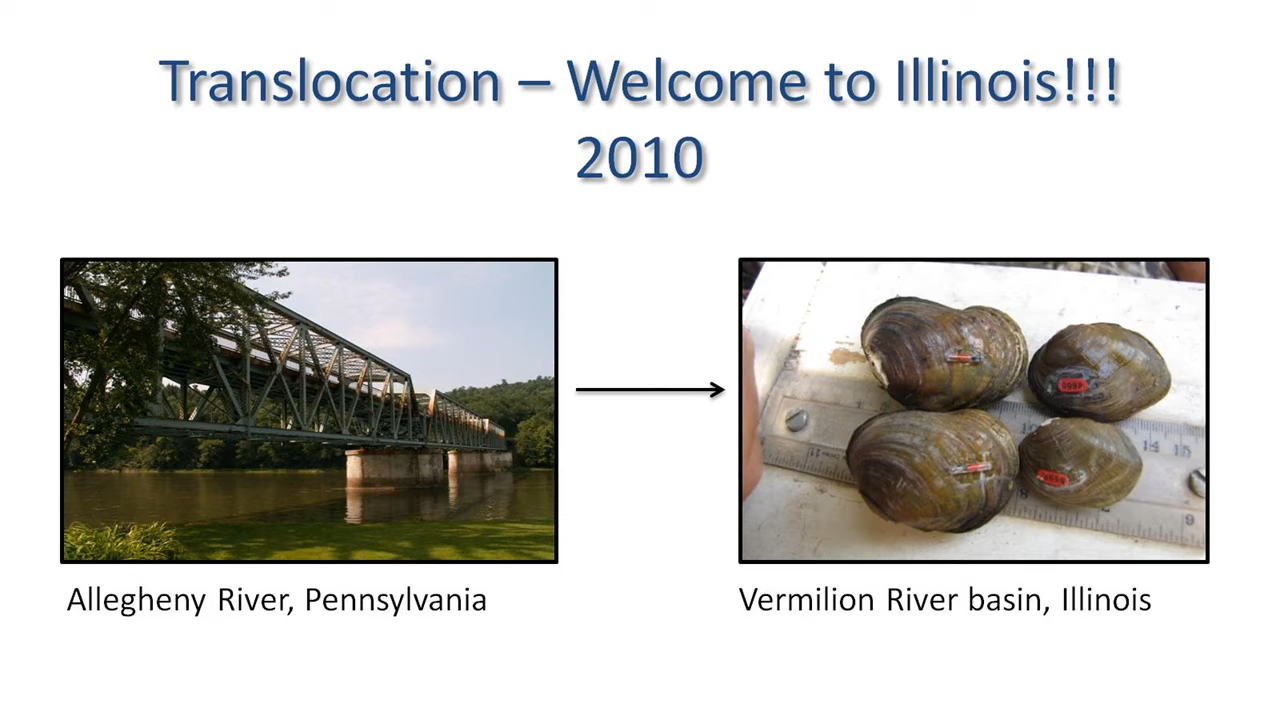 Translocation – Welcome to Illinois!!!
2010
Allegheny River, Pennsylvania
Vermilion River basin, Illinois